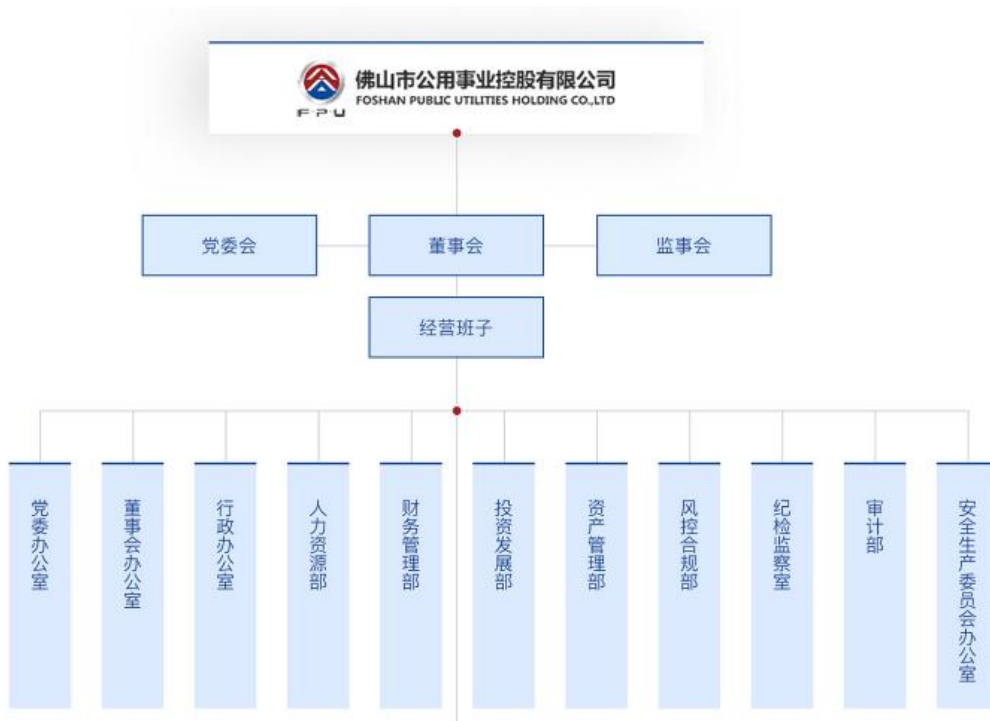 佛山市公用事业控股有限公司
FOSHAN PUBLIC UTILITIES HOLDING CO.,LTD
FPU
党委会
董事会
监事会
经营班子
党委办公室
董事会办公室
行政办公室
人力资源部
财务管理部
投资发展部
资产管理部
风控合规部
纪检监察室
审计部
安全生产委员会办公室